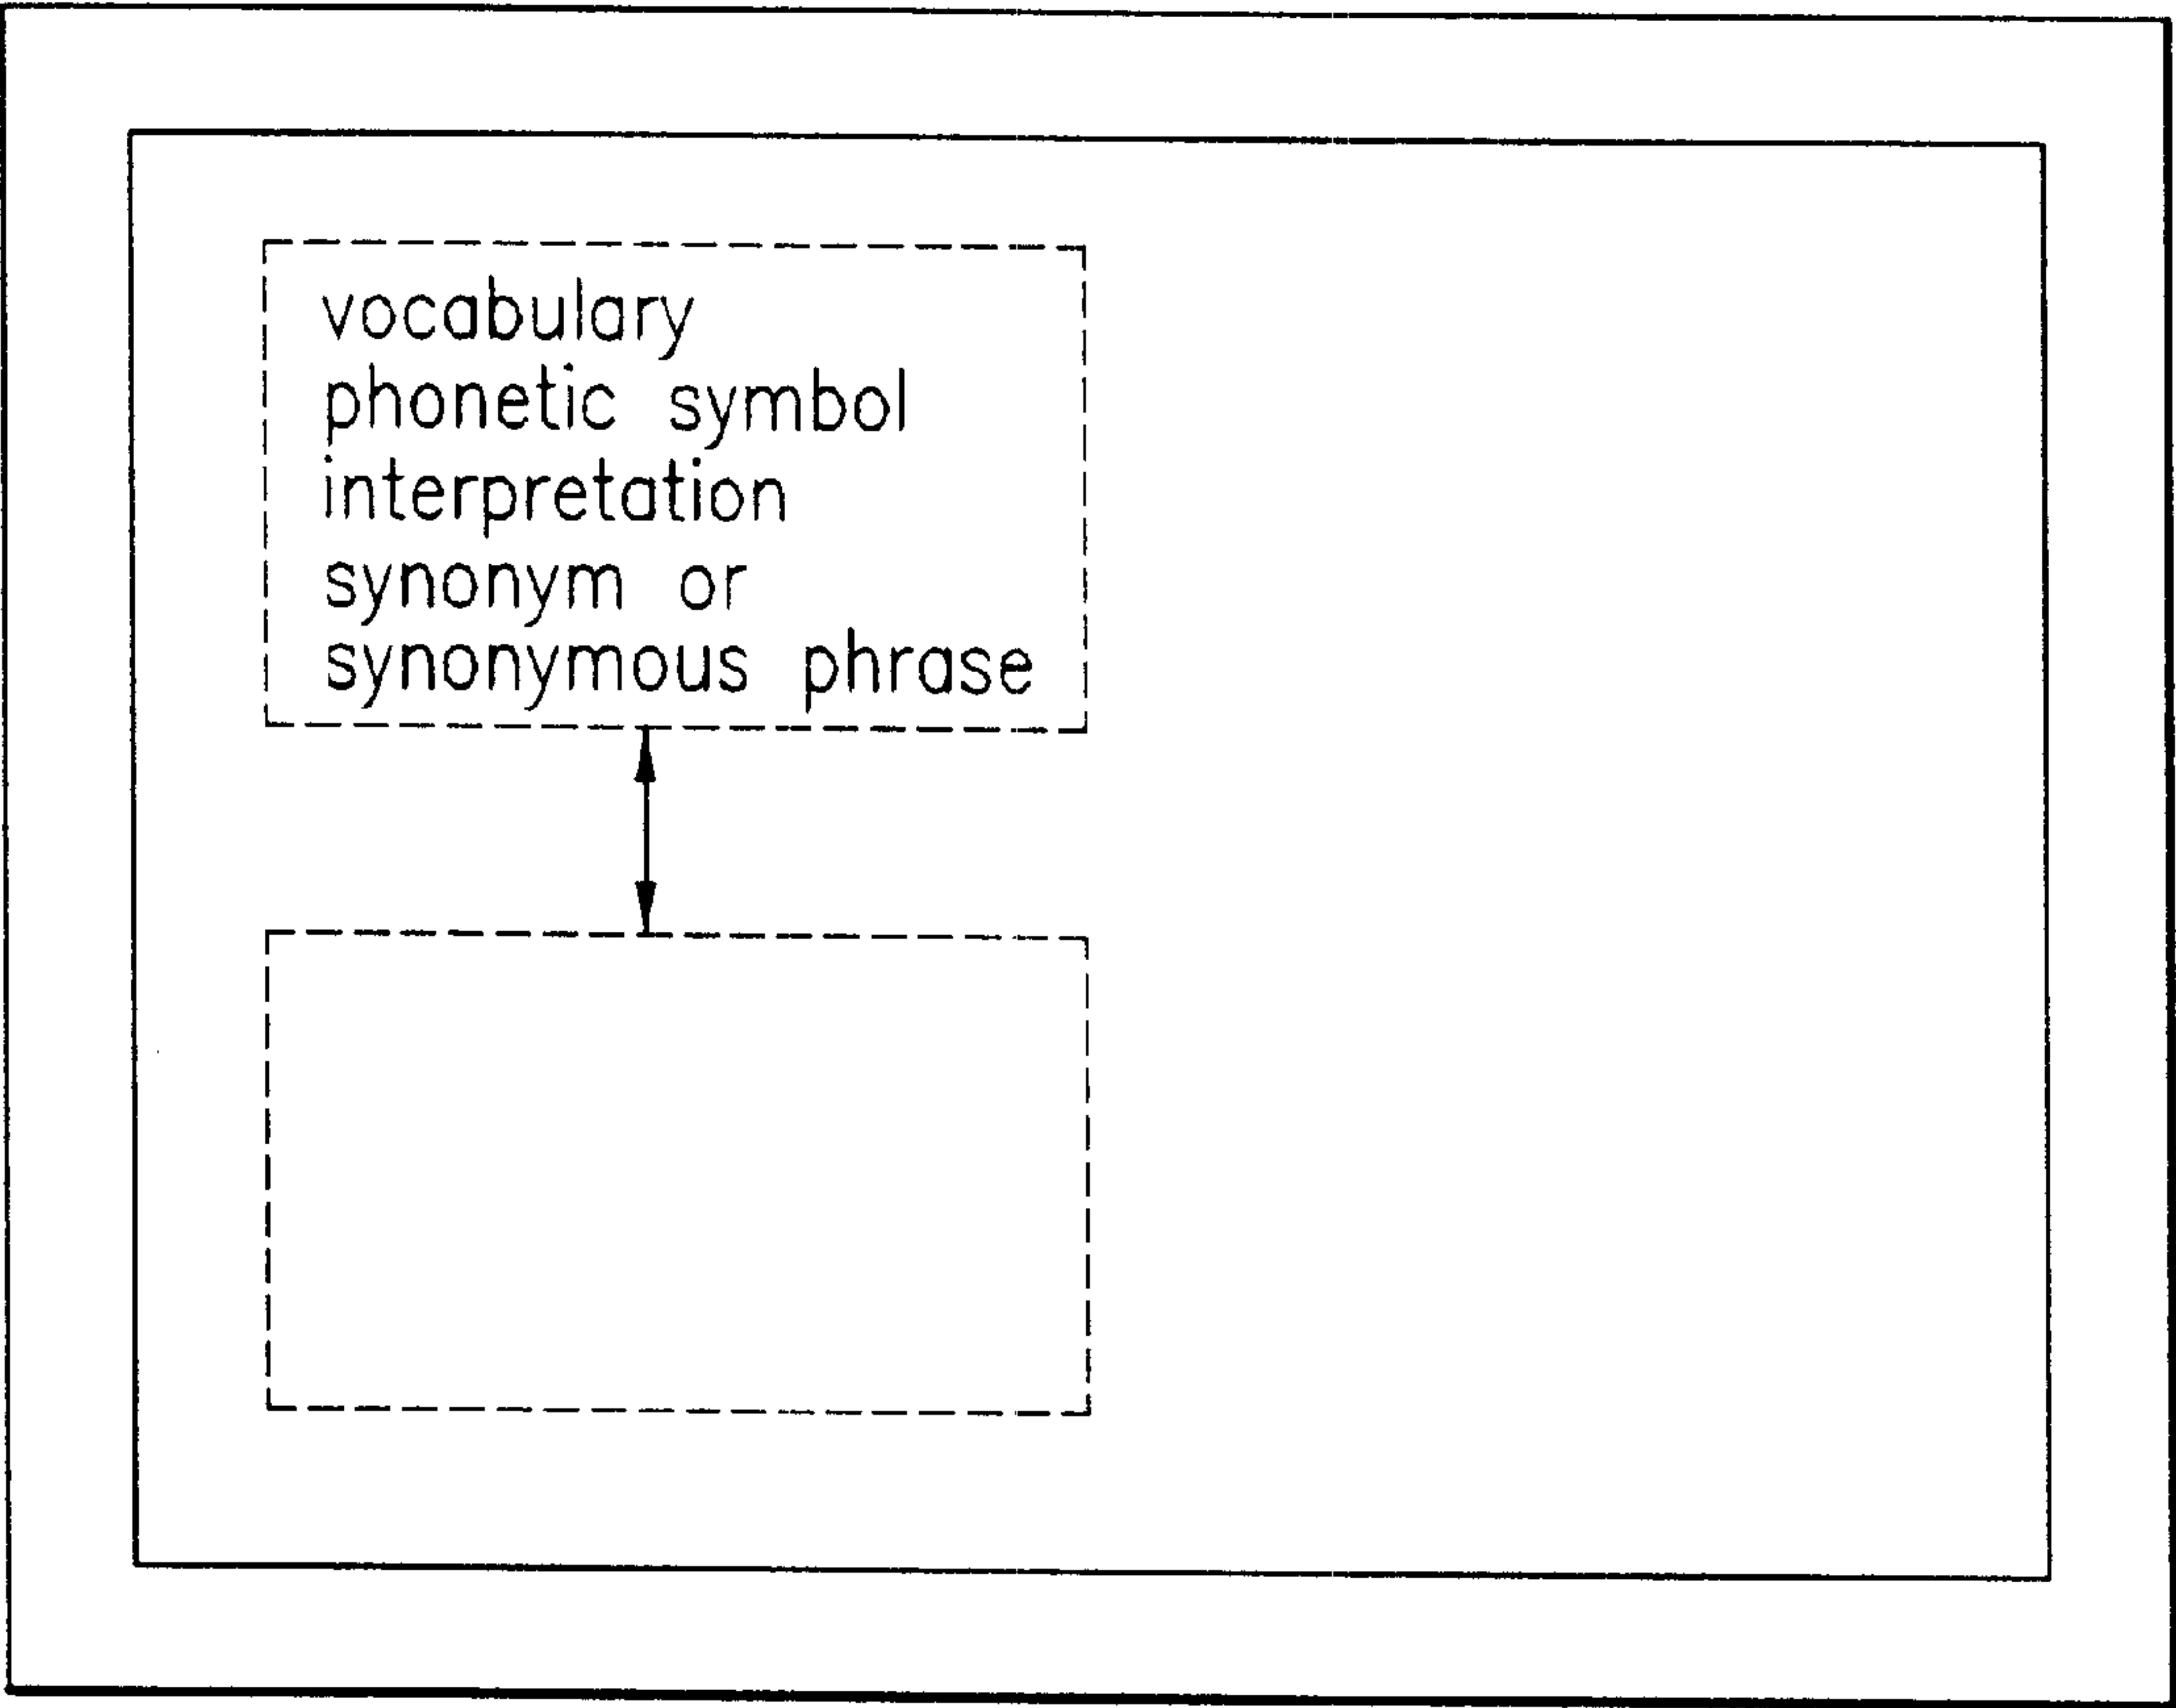 vocabulary
phonetic symbol
interpretation
synonym or
synonymous phrase